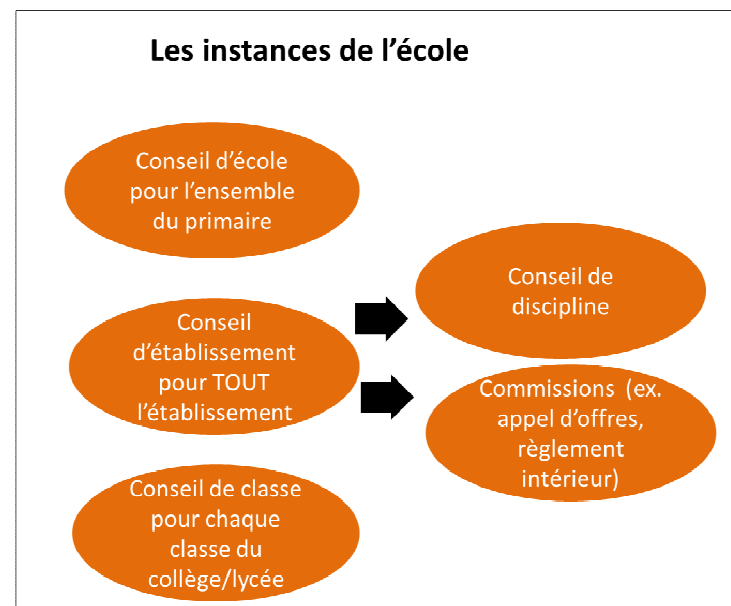 Les instances de l'école
Conseil d'école
pour l'ensemble
du primaire
Conseil
d'établissement
pour TOUT
l'établissement
Conseil de classe
pour chaque
classe du
collège/lycée
Conseil de
discipline
Commissions (ex.
appel d'offres,
règlement
intérieur)